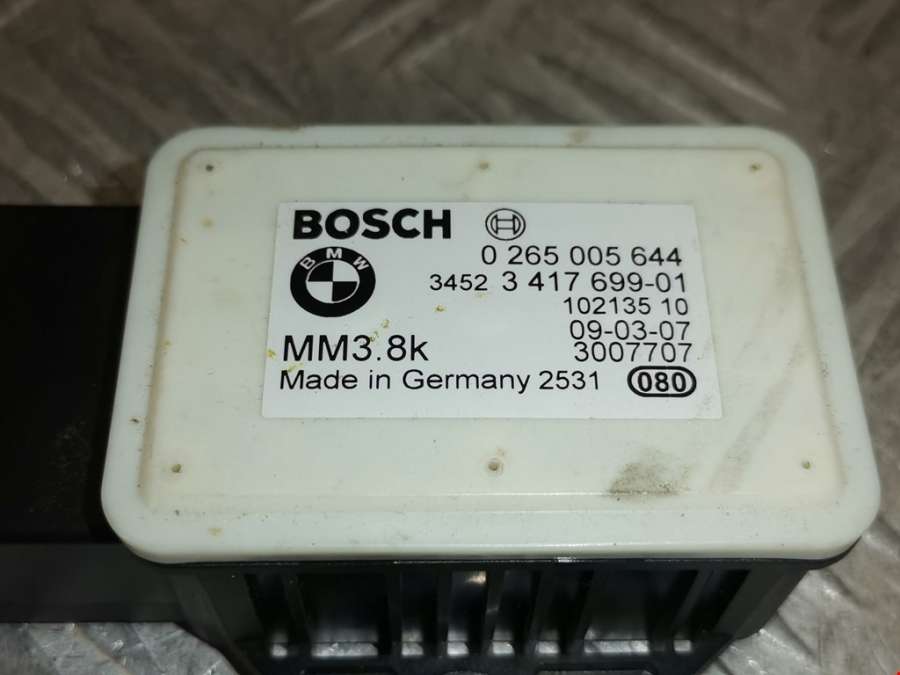 BOSCH
0 265 005 644
BMW
3452 3 417 699-01
102135 10
09-03-07
MM3.8k
3007707
Made in Germany 2531 080